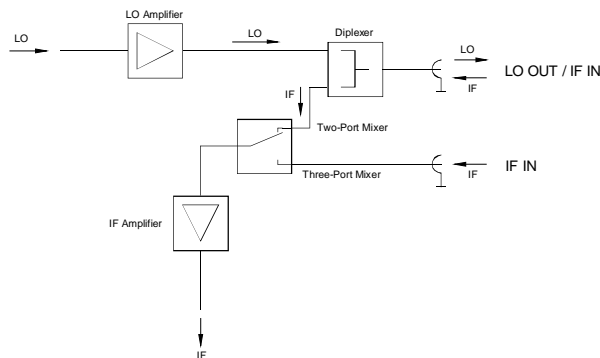 LO Amplifier
LO
LO
Diplexer
LO
LO OUT / IF IN
IF
IF
Two-Port Mixer
IF IN
IF
Three-Port Mixer
IF Amplifier
IF